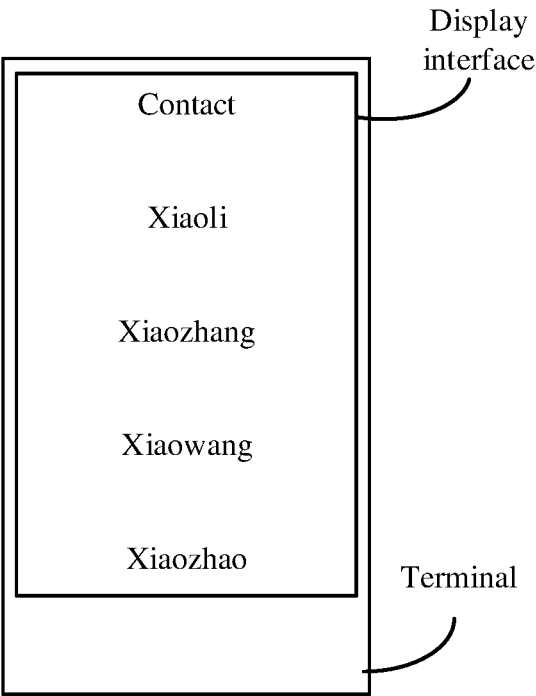 Display
interface
Contact
Xiaoli
Xiaozhang
Xiaowang
Xiaozhao
Terminal